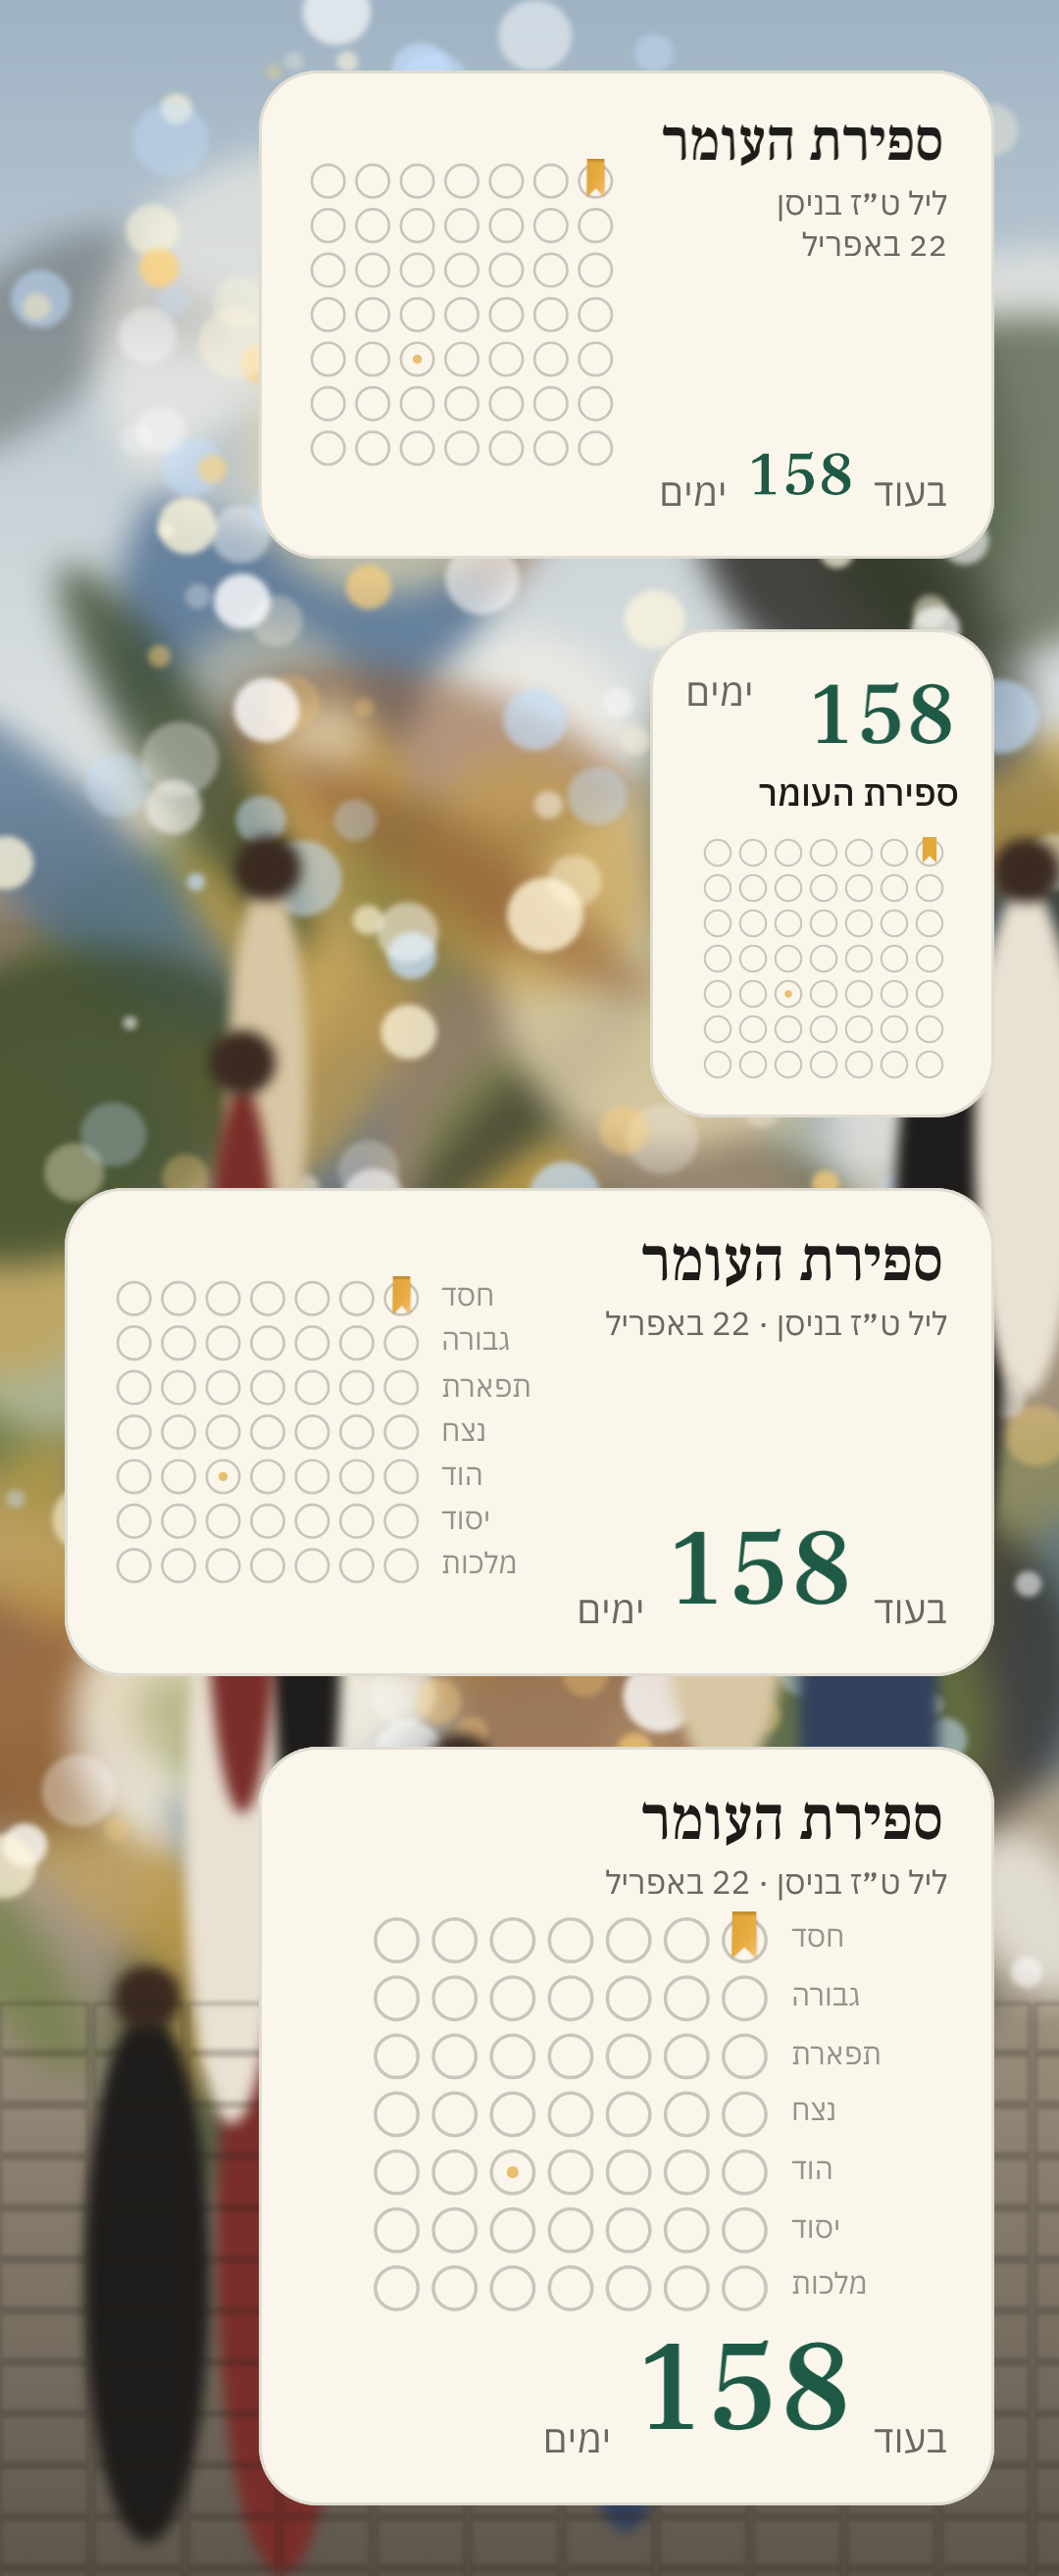 ספירת העומר
ליל ט״ז בניסן
22 באפריל
בעוד 158 ימים
158 ימים
ספירת העומר
ספירת העומר
ליל ט״ז בניסן · 22 באפריל
חסד
גבורה
תפארת
נצח
הוד
יסוד
מלכות
בעוד 158 ימים
ספירת העומר
ליל ט״ז בניסן · 22 באפריל
חסד
גבורה
תפארת
נצח
הוד
יסוד
מלכות
בעוד 158 ימים